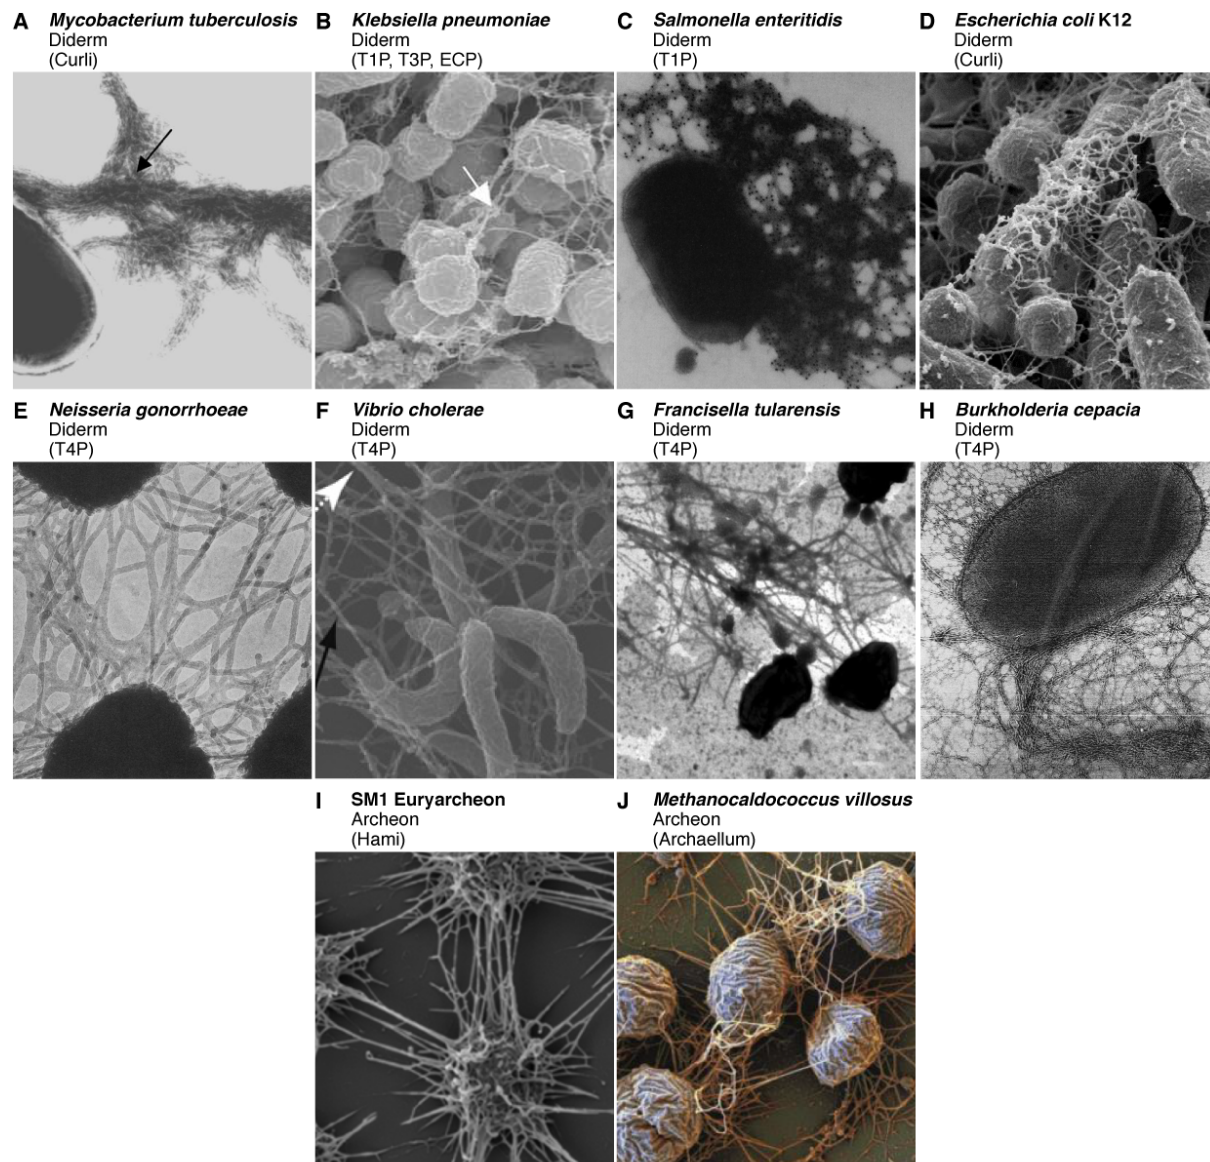 A Mycobacterium tuberculosis
Diderm
(Curli)
B Klebsiella pneumoniae
Diderm
(T1P, T3P, ECP)
C Salmonella enteritidis
Diderm
(T1P)
D Escherichia coli K12
Diderm
(Curli)
E Neisseria gonorrhoeae
Diderm
(T4P)
F Vibrio cholerae
Diderm
(T4P)
G Francisella tularensis
Diderm
(T4P)
H Burkholderia cepacia
Diderm
(T4P)
I SM1 Euryarcheon
Archeon
(Hami)
J Methanocaldococcus villosus
Archeon
(Archaellum)